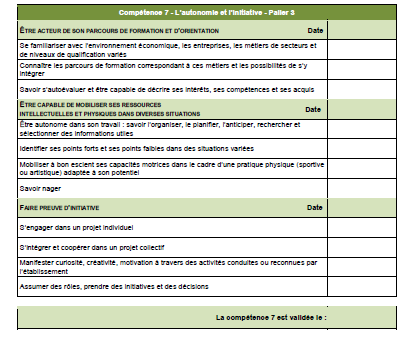 Compétence 7 - L'autonomie et l'initiative - Palier 3
ÊTRE ACTEUR DE SON PARCOURS DE FORMATION ET D'ORIENTATION Date
Se familiariser avec l'environnement économique, les entreprises, les métiers de secteurs et
de niveaux de qualification variés
Connaître les parcours de formation correspondant à ces métiers et les possibilités de s'y
intégrer
Savoir s'autoévaluer et être capable de décrire ses intérêts, ses compétences et ses acquis
ÊTRE CAPABLE DE MOBILISER SES RESSOURCES
INTELLECTUELLES ET PHYSIQUES DANS DIVERSES SITUATIONS Date
Être autonome dans son travail : savoir l'organiser, le planifier, l'anticiper, rechercher et
sélectionner des informations utiles
Identifier ses points forts et ses points faibles dans des situations variées
Mobiliser à bon escient ses capacités motrices dans le cadre d'une pratique physique (sportive
ou artistique) adaptée à son potentiel
Savoir nager
FAIRE PREUVE D'INITIATIVE Date
S'engager dans un projet individuel
S'intégrer et coopérer dans un projet collectif
Manifester curiosité, créativité, motivation à travers des activités conduites ou reconnues par
l'établissement
Assumer des rôles, prendre des initiatives et des décisions
La compétence 7 est validée le :